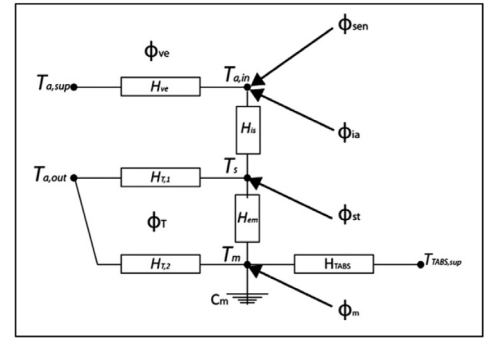 ϕsen
ϕve
Ta,sup
Hve
Ta,in
ϕia
His
Ta,out
HT,1
Ts
ϕst
ϕT
Hem
HT,2
Tm
HTABS
TTABS,sup
Cm
ϕm